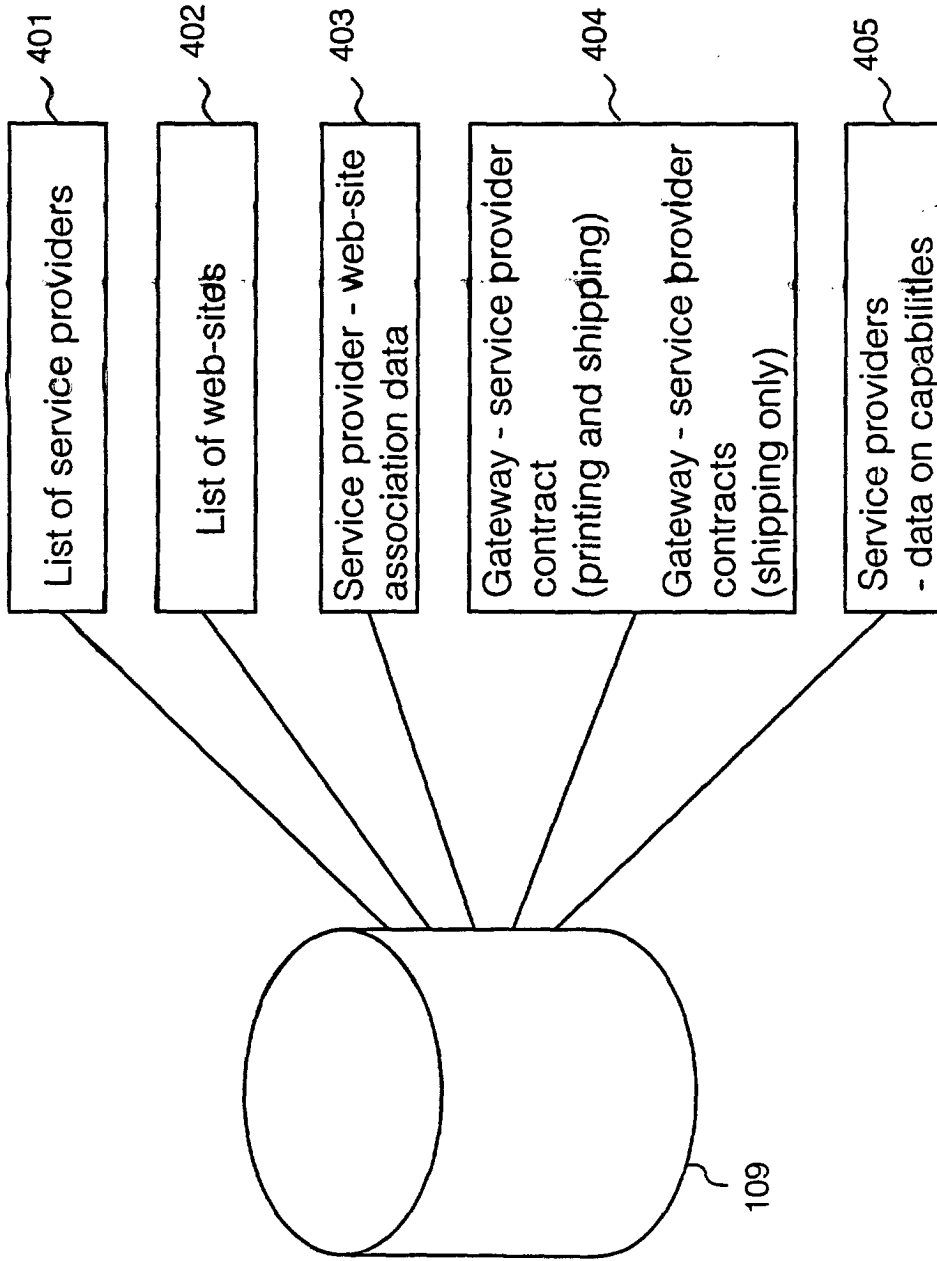 List of service providers
401
List of web-sites
402
Service provider - web-site
association data
403
Gateway - service provider
contract
(printing and shipping)
Gateway - service provider
contracts
(shipping only)
404
Service providers
- data on capabilities
405
109